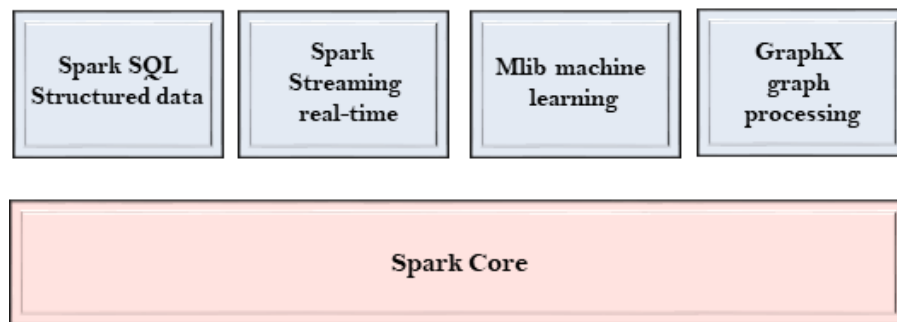 Spark SQL
Structured data
Spark
Streaming
real-time
Mlib machine
learning
GraphX
graph
processing
Spark Core